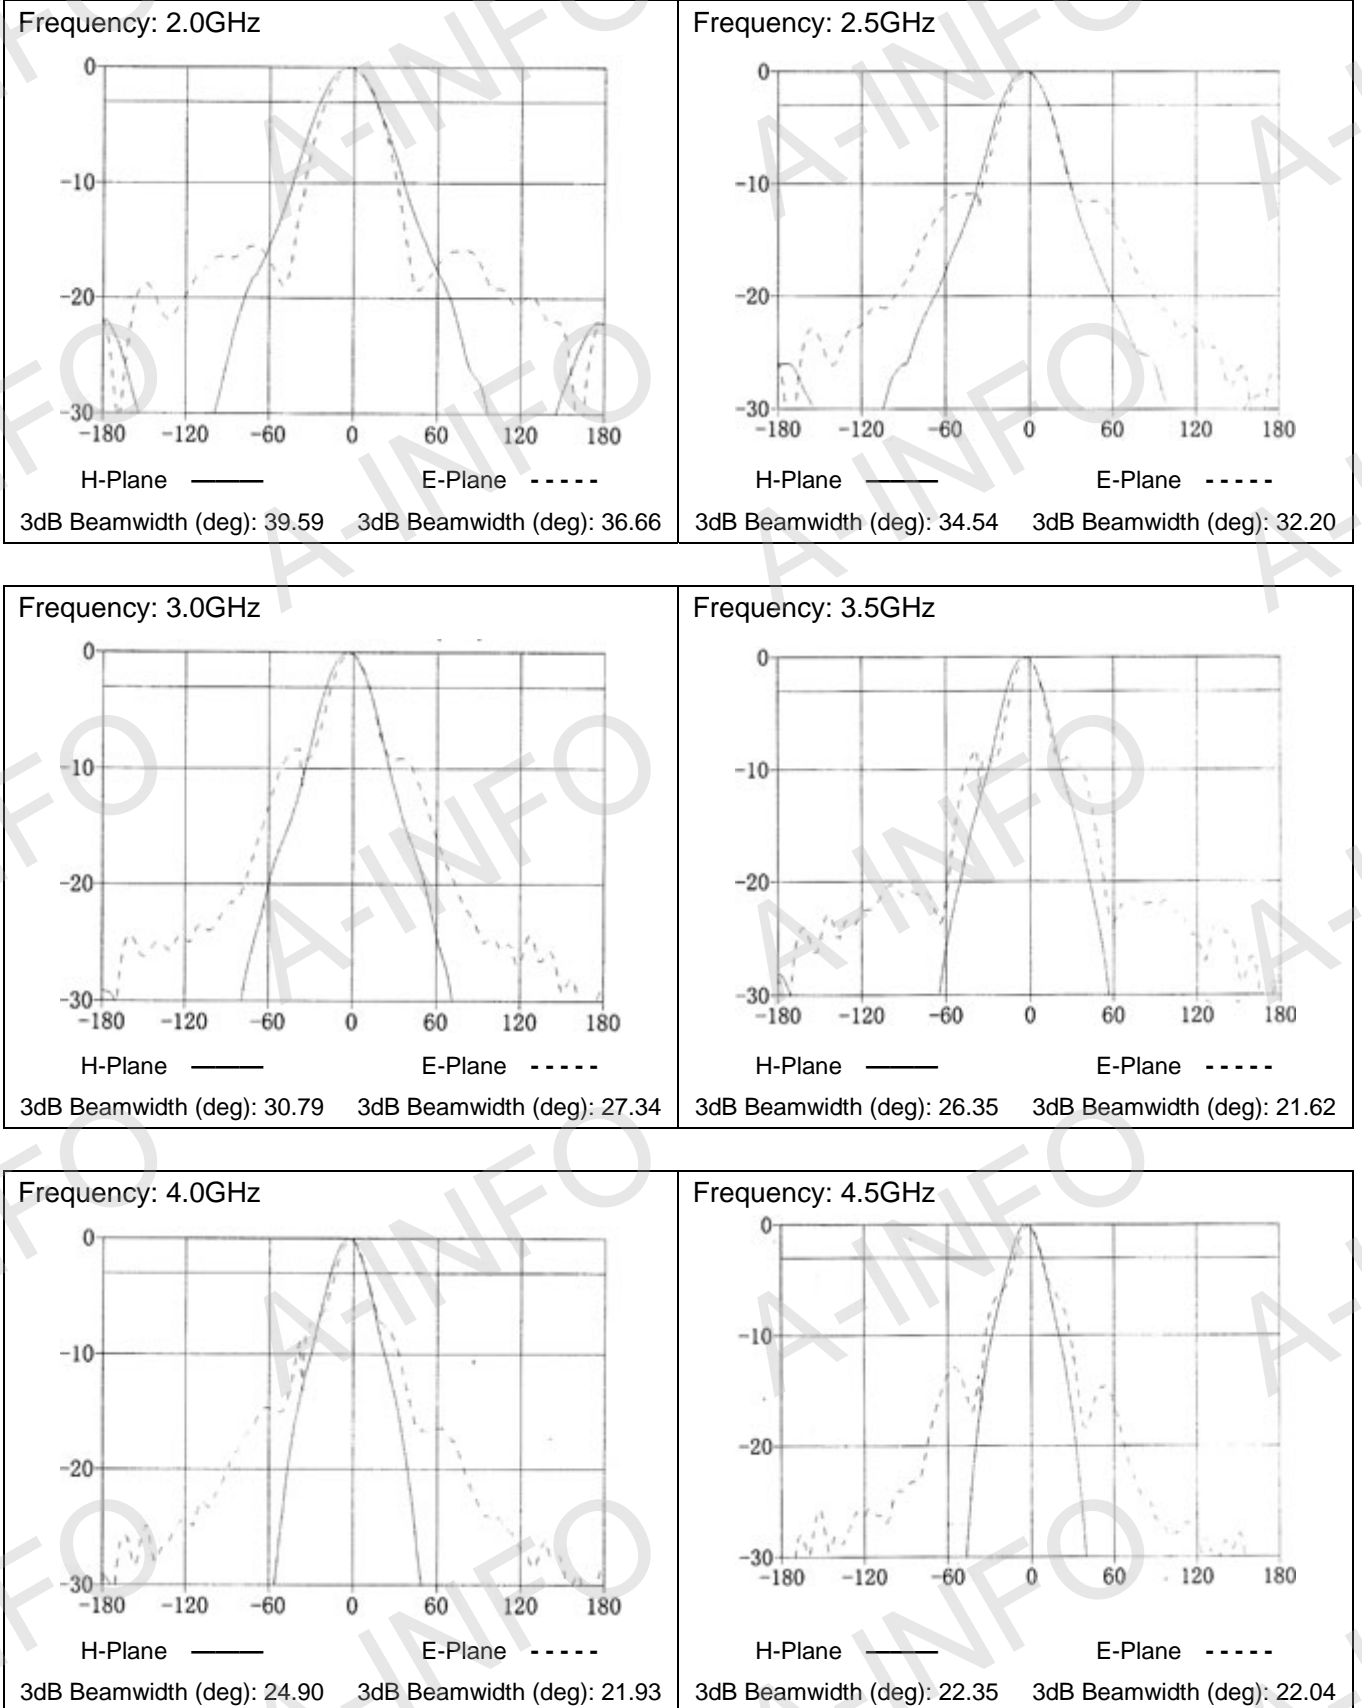 Frequency: 2.0GHz
0
-10
-20
-30
-180 -120 -60 0 60 120 180
H-Plane E-Plane
3dB Beamwidth (deg): 39.59 3dB Beamwidth (deg): 36.66
Frequency: 2.5GHz
0
-10
-20
-30
-180 -120 -60 0 60 120 180
H-Plane E-Plane
3dB Beamwidth (deg): 34.54 3dB Beamwidth (deg): 32.20
Frequency: 3.0GHz
0
-10
-20
-30
-180 -120 -60 0 60 120 180
H-Plane E-Plane
3dB Beamwidth (deg): 30.79 3dB Beamwidth (deg): 27.34
Frequency: 3.5GHz
0
-10
-20
-30
-180 -120 -60 0 60 120 180
H-Plane E-Plane
3dB Beamwidth (deg): 26.35 3dB Beamwidth (deg): 21.62
Frequency: 4.0GHz
0
-10
-20
-30
-180 -120 -60 0 60 120 180
H-Plane E-Plane
3dB Beamwidth (deg): 24.90 3dB Beamwidth (deg): 21.93
Frequency: 4.5GHz
0
-10
-20
-30
-180 -120 -60 0 60 120 180
H-Plane E-Plane
3dB Beamwidth (deg): 22.35 3dB Beamwidth (deg): 22.04
A-INFO